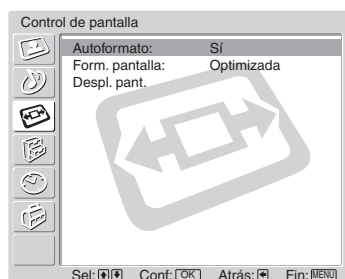 Control de pantalla
Autoformato: Sí
Form. pantalla: Optimizada
Despl. pant.
Sel: Conf: OK Atrás: Fin: MENU